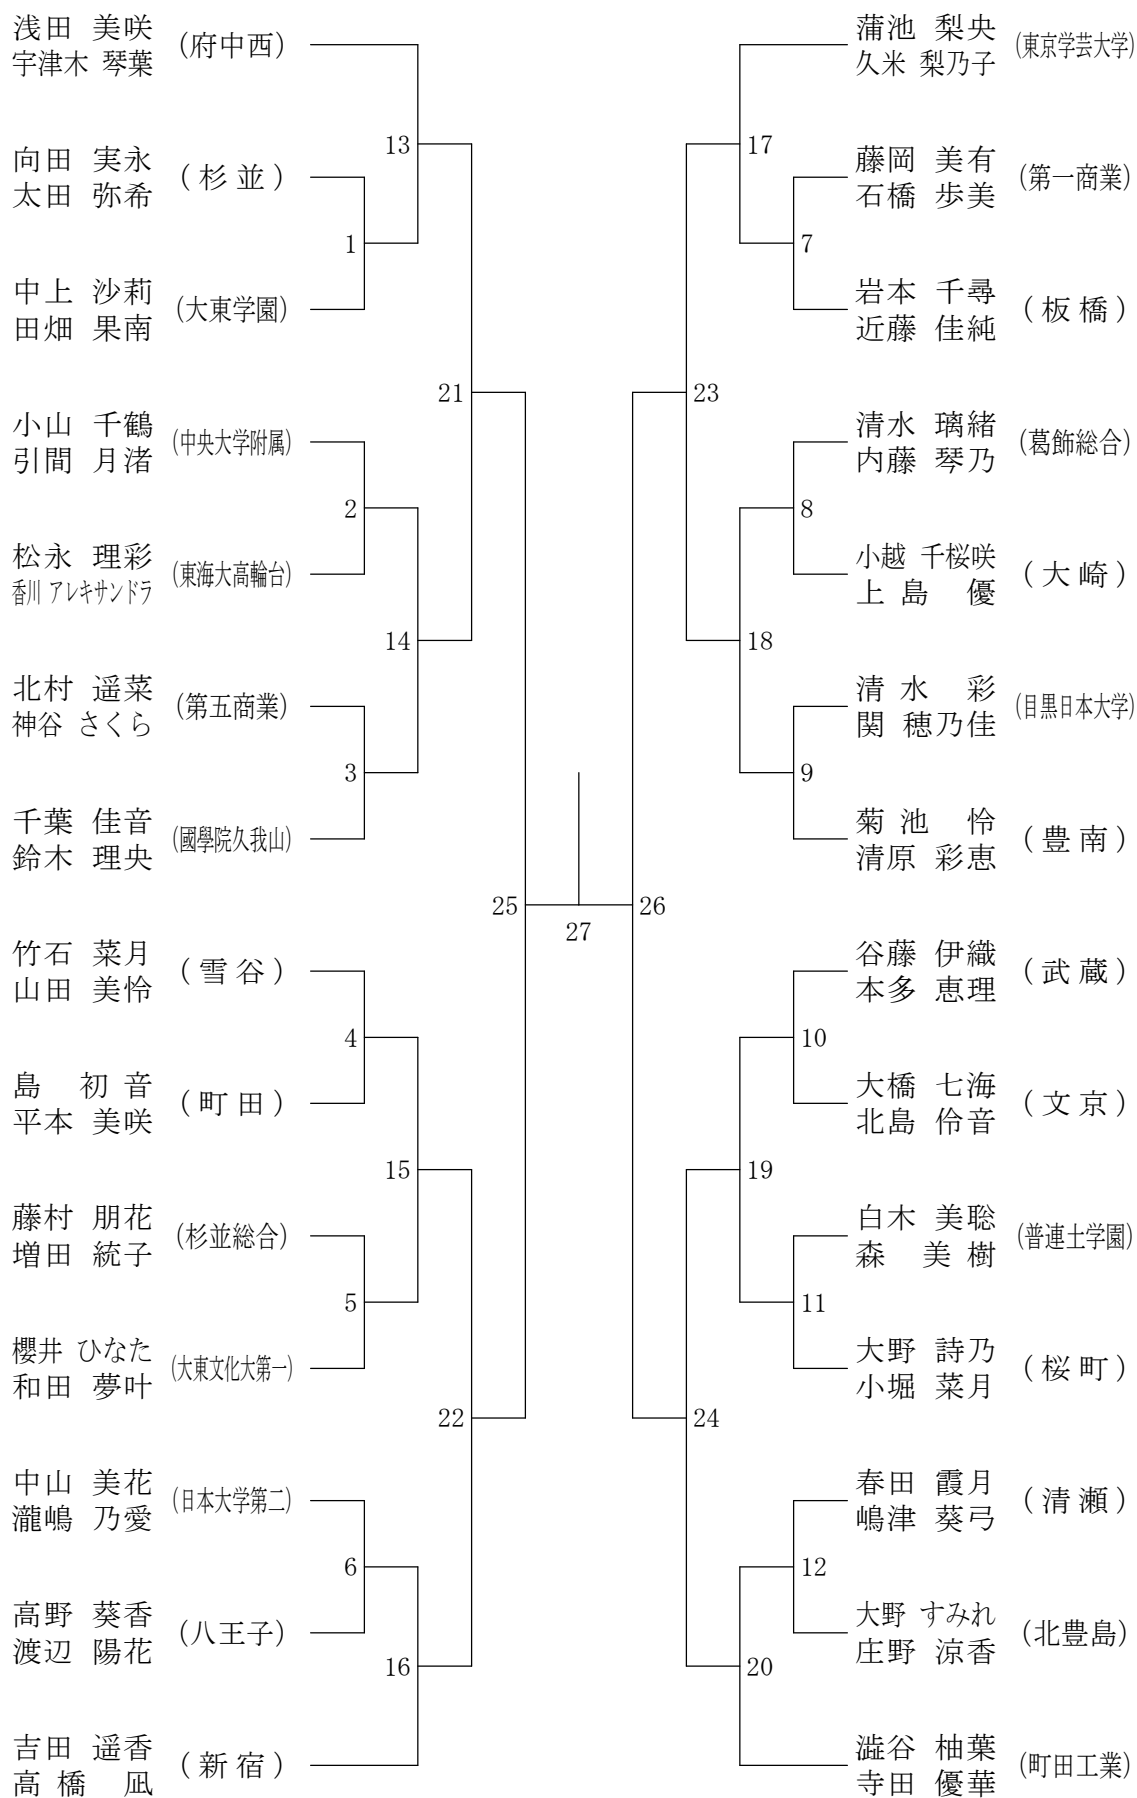 浅田 美咲
宇津木 琴葉
(府中西)
13
向田 実永
太田 弥希
(杉並)
1
中上 沙莉
田畑 果南
(大東学園)
21
小山 千鶴
引間 月渚
(中央大学附属)
2
松永 理彩
香川 アレキサンドラ
(東海大高輪台)
14
北村 遥菜
神谷 さくら
(第五商業)
3
千葉 佳音
鈴木 理央
(國學院久我山)
25
竹石 菜月
山田 美怜
(雪谷)
4
島 初音
平本 美咲
(町田)
15
藤村 朋花
増田 統子
(杉並総合)
5
櫻井 ひなた
和田 夢叶
(大東文化大第一)
22
中山 美花
瀧嶋 乃愛
(日本大学第二)
6
高野 葵香
渡辺 陽花
(八王子)
16
吉田 遥香
高橋 凪
(新宿)
27
蒲池 梨央
久米 梨乃子
(東京学芸大学)
17
藤岡 美有
石橋 歩美
(第一商業)
7
岩本 千尋
近藤 佳純
(板橋)
23
清水 璃緒
内藤 琴乃
(葛飾総合)
8
小越 千桜咲
上島 優
(大崎)
18
清水 彩
関 穂乃佳
(目黒日本大学)
9
菊池 怜
清原 彩恵
(豊南)
26
谷藤 伊織
本多 恵理
(武蔵)
10
大橋 七海
北島 伶音
(文京)
19
白木 美聡
森 美樹
(普連土学園)
11
大野 詩乃
小堀 菜月
(桜町)
24
春田 霞月
嶋津 葵弓
(清瀬)
12
大野 すみれ
庄野 涼香
(北豊島)
20
澁谷 柚葉
寺田 優華
(町田工業)